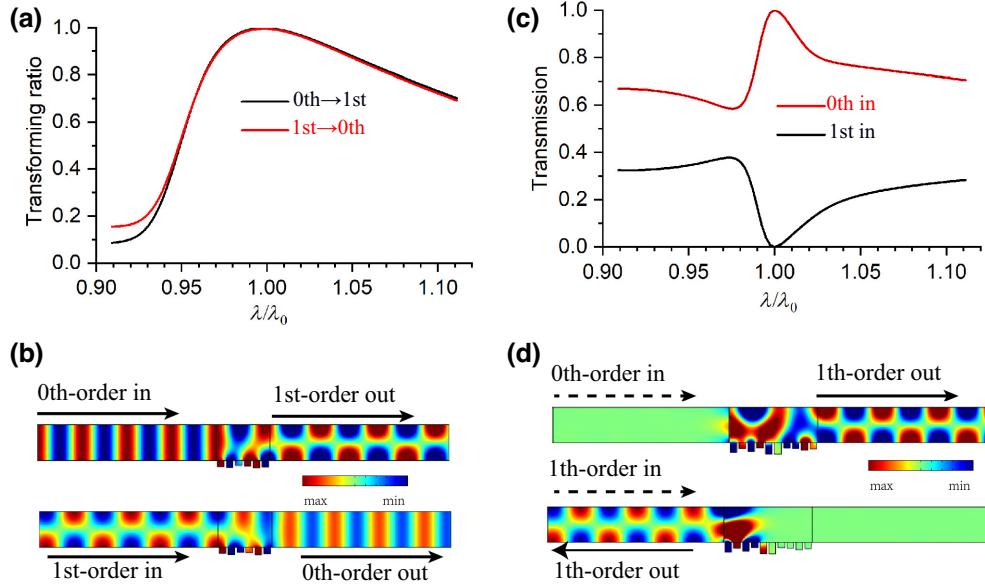 (a)
1.0
0.8
0.6
0.4
0.2
0.0
Transforming ratio
0th→1st
1st→0th
0.90 0.95 1.00 1.05 1.10
λ/λ0
(c)
1.0
0.8
0.6
0.4
0.2
0.0
Transmission
0th in
1st in
0.90 0.95 1.00 1.05 1.10
λ/λ0
(b)
0th-order in
1st-order out
max min
1st-order in
0th-order out
(d)
0th-order in
1th-order out
1th-order in
max min
1th-order out